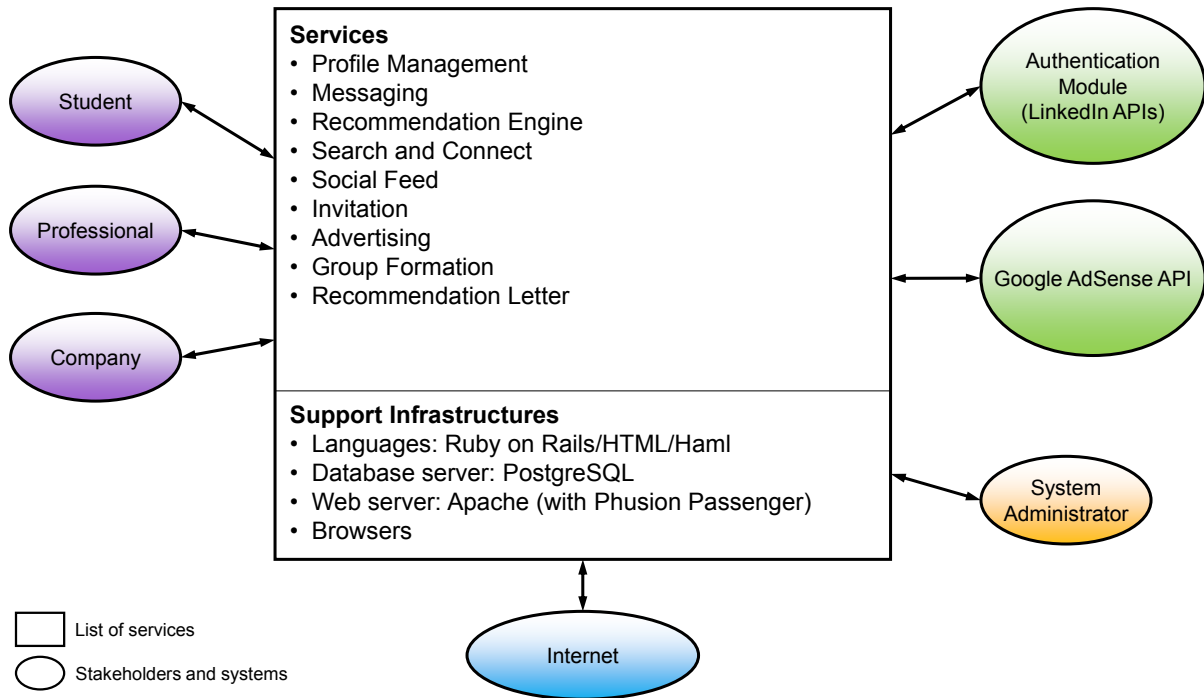 Services
• Profile Management
• Messaging
• Recommendation Engine
• Search and Connect
• Social Feed
• Invitation
• Advertising
• Group Formation
• Recommendation Letter
Support Infrastructures
• Languages: Ruby on Rails/HTML/Haml
• Database server: PostgreSQL
• Web server: Apache (with Phusion Passenger)
• Browsers
Student
Professional
Company
Authentication
Module
(LinkedIn APIs)
Google AdSense API
System
Administrator
Internet
List of services
Stakeholders and systems